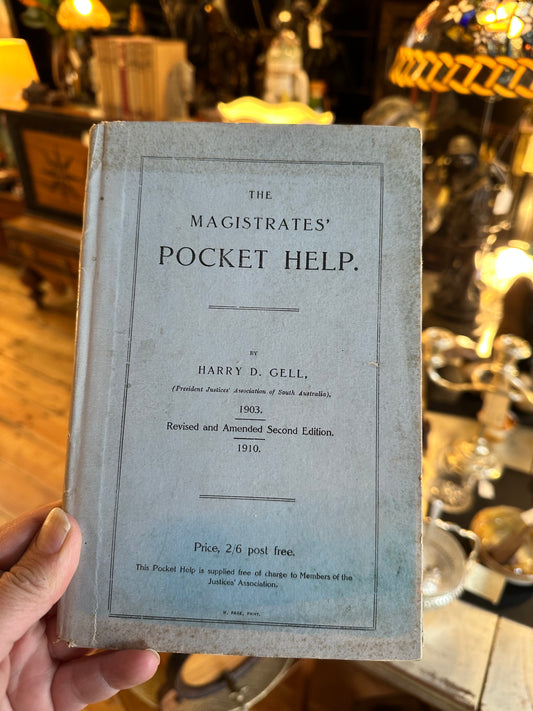 THE
MAGISTRATES'
POCKET HELP.
BY
HARRY D. GELL,
(President Justices' Association of South Australia),
1903.
Revised and Amended Second Edition.
1910.
Price, 2/6 post free.
This Pocket Help is supplied free of charge to Members of the
Justices' Association.
W. PAGE, PRINT.